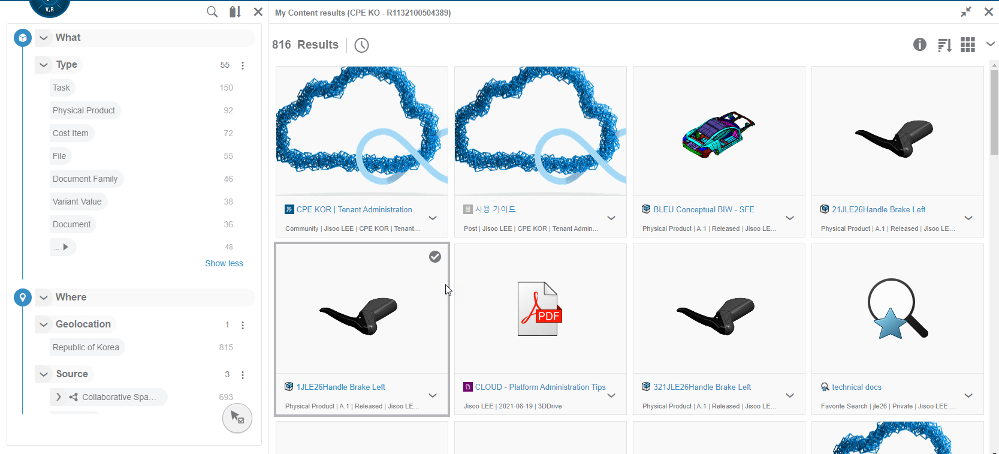 V.R
My Content results (CPE KO - R1132100504389)
What
Type 55
Task 150
Physical Product 92
Cost Item 72
File 55
Document Family 46
Variant Value 38
Document 36
... 48
Show less
Where
Geolocation 1
Republic of Korea 815
Source 3
Collaborative Spa... 693
816 Results
CPE KOR | Tenant Administration
Community | Jisoo LEE | CPE KOR | Tenant...
사용 가이드
Post | Jisoo LEE | CPE KOR | Tenant Admin...
BLEU Conceptual BIW - SFE
Physical Product | A.1 | Released | Jisoo LE...
21JLE26Handle Brake Left
Physical Product | A.1 | Released | Jisoo LE...
1JLE26Handle Brake Left
Physical Product | A.1 | Released | Jisoo LE...
PDF
CLOUD - Platform Administration Tips
Jisoo LEE | 2021-08-19 | 3DDrive
321JLE26Handle Brake Left
Physical Product | A.1 | Released | Jisoo LE...
technical docs
Favorite Search | jle26 | Private | Jisoo LEE ...